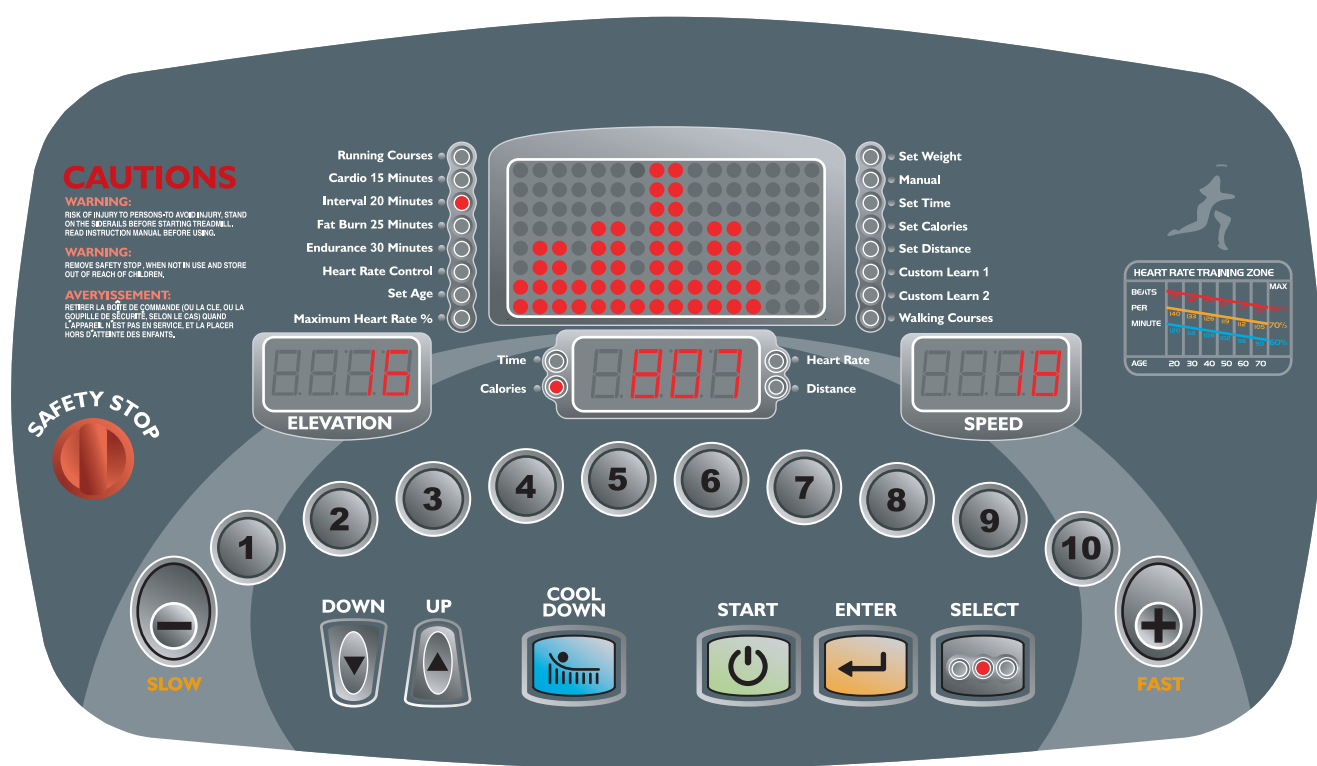 CAUTIONS
WARNING:
RISK OF INJURY TO PERSONS-TO AVOID INJURY, STAND
ON THE SIDERAILS BEFORE STARTING TREADMILL.
READ INSTRUCTION MANUAL BEFORE USING.
WARNING:
REMOVE SAFETY STOP, WHEN NOT IN USE AND STORE
OUT OF REACH OF CHILDREN,
AVERYISSEMENT:
RETIRER LA BOÎTE DE COMMANDE (OU LA CLE, OU LA
GOUPILLE DE SÉCURITÉ, SELON LE CAS) QUAND
L'APPAREIL N'EST PAS EN SERVICE, ET LA PLACER
HORS D'ATTEINTE DES ENFANTS,
SAFETY STOP
Running Courses
Cardio 15 Minutes
Interval 20 Minutes
Fat Burn 25 Minutes
Endurance 30 Minutes
Heart Rate Control
Set Age
Maximum Heart Rate %
Set Weight
Manual
Set Time
Set Calories
Set Distance
Custom Learn 1
Custom Learn 2
Walking Courses
HEART RATE TRAINING ZONE
MAX
BEATS
PER
MINUTE
140 133 126 119 112 105 70%
AGE 20 30 40 50 60 70
16
ELEVATION
Time
Calories
807
Heart Rate
Distance
19
SPEED
1 2 3 4 5 6 7 8 9 10
SLOW
DOWN
UP
COOL
DOWN
START
ENTER
SELECT
FAST